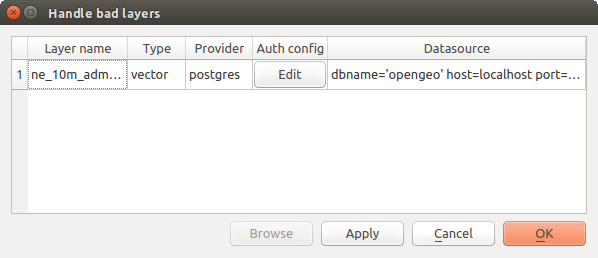 Handle bad layers
Layer name Type Provider Auth config Datasource
1 ne_10m_adm... vector postgres Edit dbname='opengeo' host=localhost port=...
Browse Apply Cancel OK